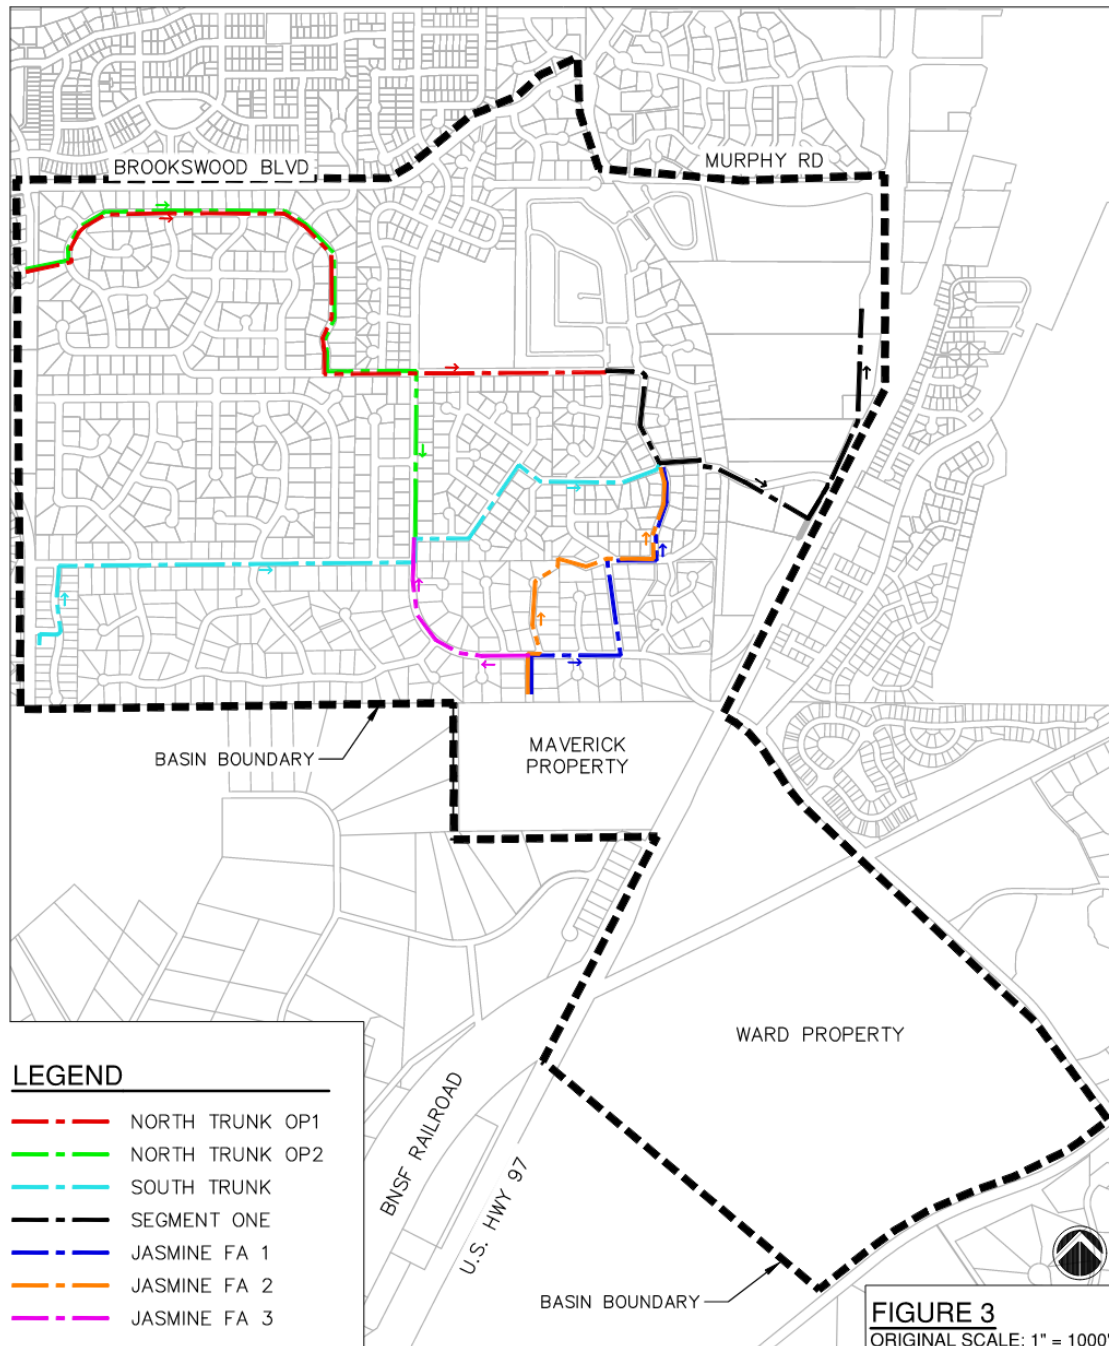 BROOKSWOOD BLVD
MURPHY RD
BASIN BOUNDARY
MAVERICK
PROPERTY
WARD PROPERTY
BNSF RAILROAD
U.S. HWY 97
BASIN BOUNDARY
LEGEND
NORTH TRUNK OP1
NORTH TRUNK OP2
SOUTH TRUNK
SEGMENT ONE
JASMINE FA 1
JASMINE FA 2
JASMINE FA 3
FIGURE 3
ORIGINAL SCALE: 1" = 1000'